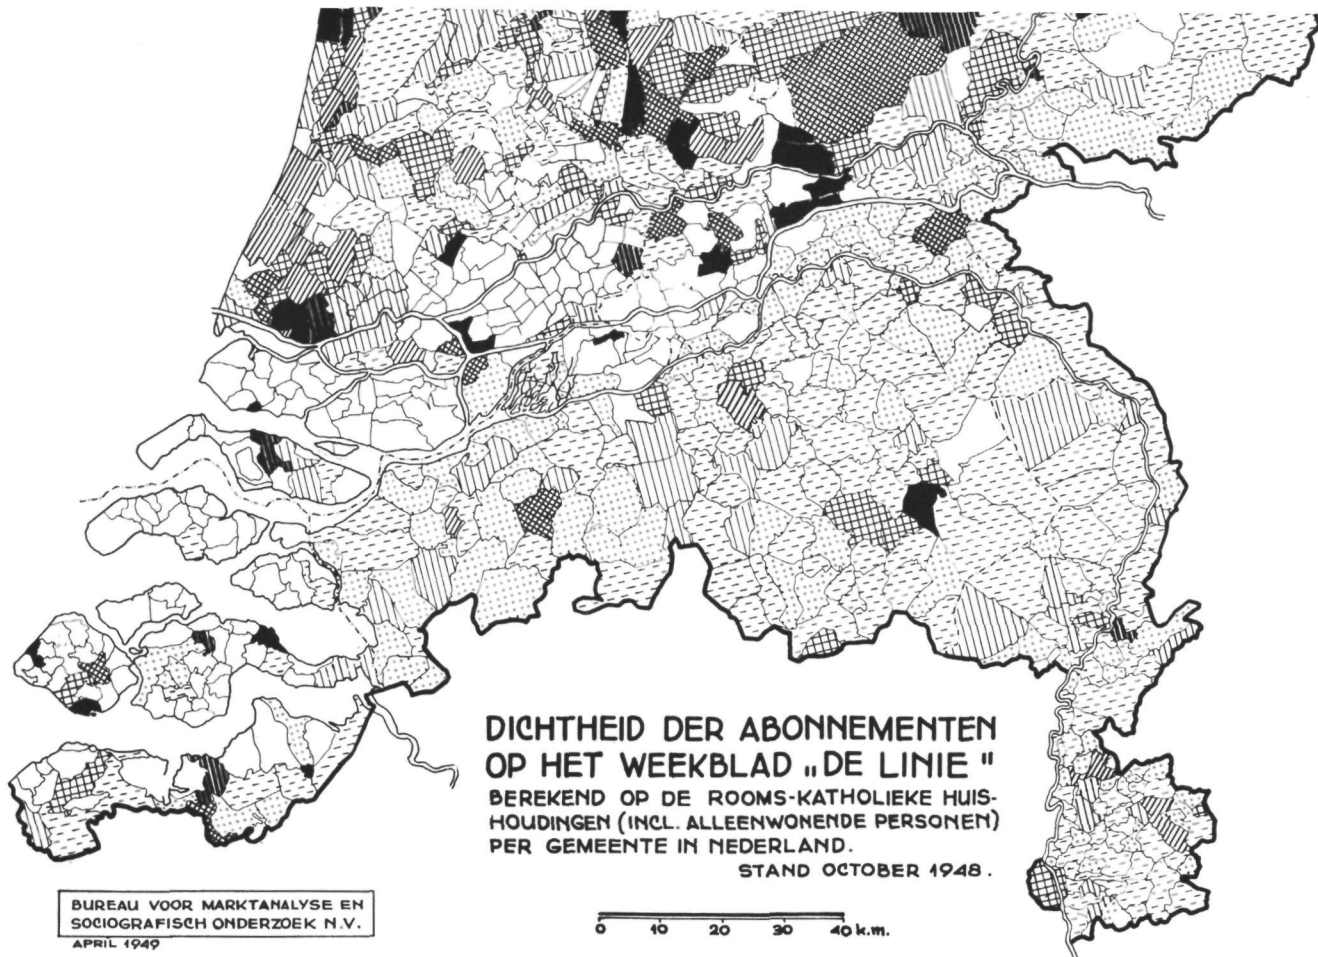 DICHTHEID DER ABONNEMENTEN
OP HET WEEKBLAD „DE LINIE"
BEREKEND OP DE ROOMS-KATHOLIEKE HUIS-
HOUDINGEN (INCL. ALLEENWONENDE PERSONEN)
PER GEMEENTE IN NEDERLAND.
STAND OCTOBER 1948.
BUREAU VOOR MARKTANALYSE EN
SOCIOGRAFISCH ONDERZOEK N.V.
APRIL 1949
0 10 20 30 40 k.m.